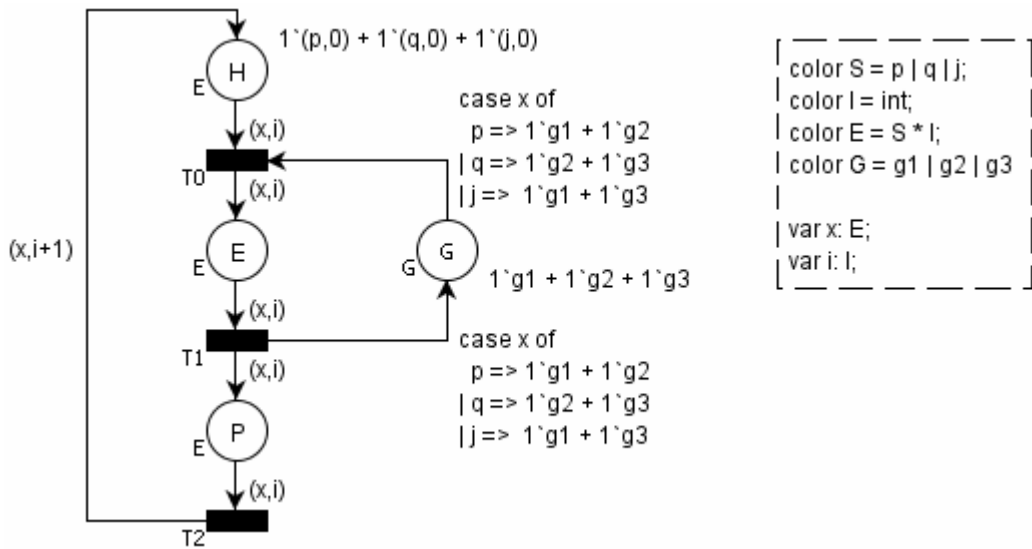 1`(p,0) + 1`(q,0) + 1`(j,0)
H
E
(x,i)
T0
(x,i)
case x of
p => 1`g1 + 1`g2
| q => 1`g2 + 1`g3
| j => 1`g1 + 1`g3
color S = p | q | j;
color I = int;
color E = S * I;
color G = g1 | g2 | g3
var x: E;
var i: I;
(x,i+1)
E
E
G
G
1`g1 + 1`g2 + 1`g3
(x,i)
T1
(x,i)
case x of
p => 1`g1 + 1`g2
| q => 1`g2 + 1`g3
| j => 1`g1 + 1`g3
P
E
(x,i)
T2